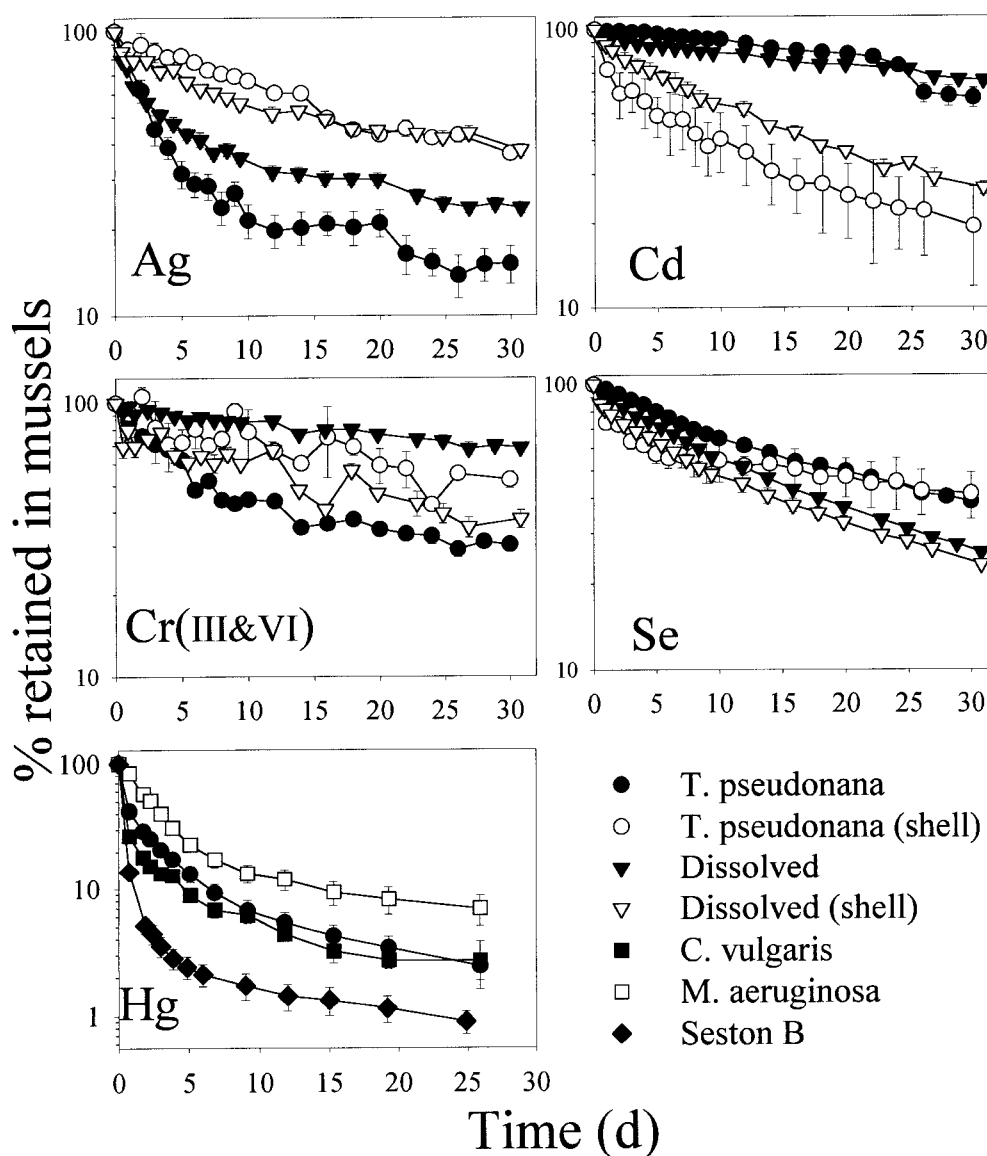 % retained in mussels
100
10
Ag
0 5 10 15 20 25 30
100
10
Cd
0 5 10 15 20 25 30
100
10
Cr(III&VI)
0 5 10 15 20 25 30
100
10
Se
0 5 10 15 20 25 30
100
10
1
Hg
0 5 10 15 20 25 30
T. pseudonana
T. pseudonana (shell)
Dissolved
Dissolved (shell)
C. vulgaris
M. aeruginosa
Seston B
Time (d)